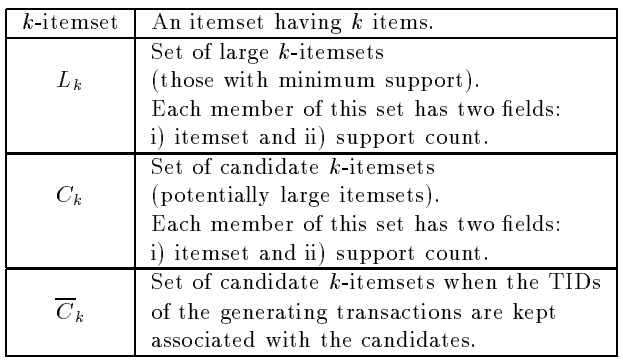 k-itemset An itemset having k items.
Set of large k-itemsets
L_k (those with minimum support).
Each member of this set has two fields:
i) itemset and ii) support count.
Set of candidate k-itemsets
C_k (potentially large itemsets).
Each member of this set has two fields:
i) itemset and ii) support count.
Set of candidate k-itemsets when the TIDs
C̅_k of the generating transactions are kept
associated with the candidates.